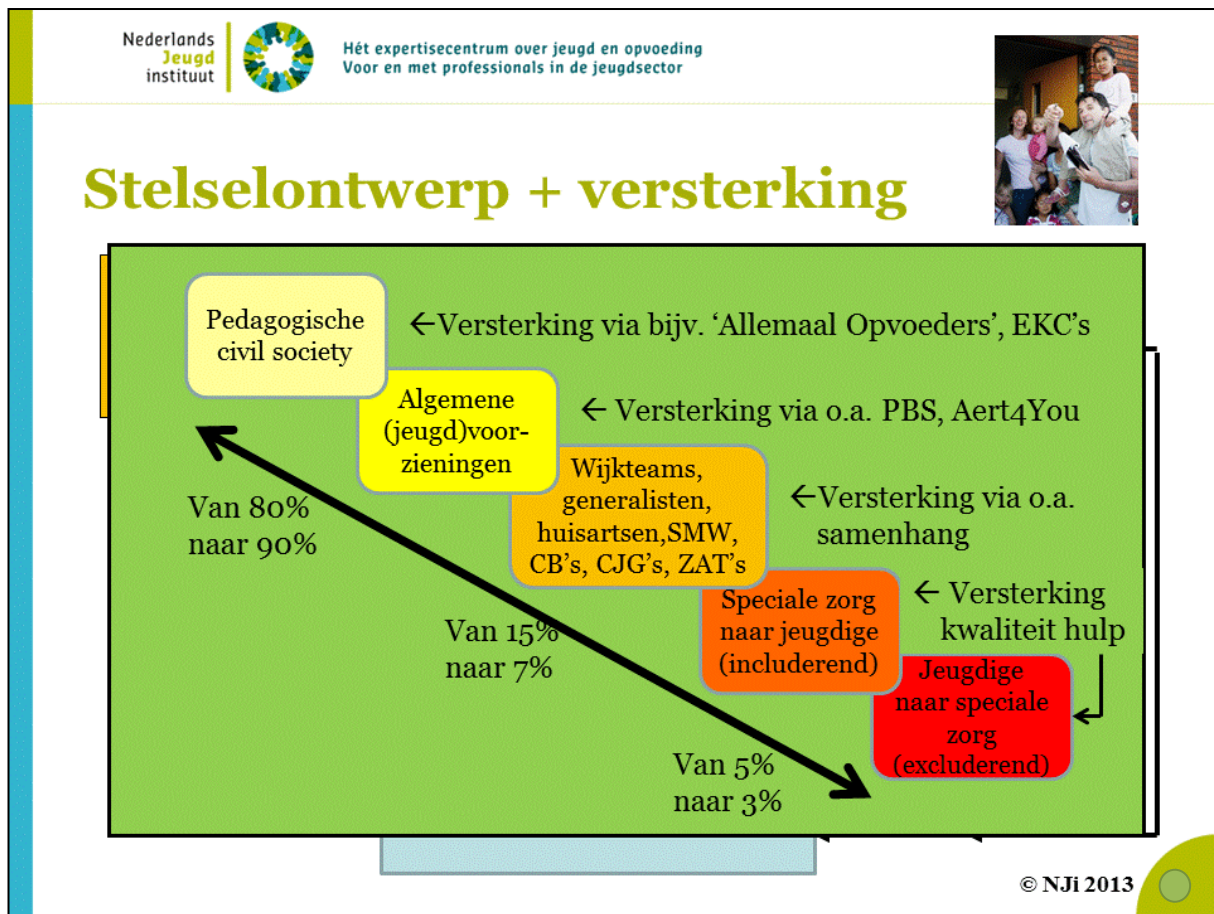 Nederlands
Jeugd
instituut
Hét expertisecentrum over jeugd en opvoeding
Voor en met professionals in de jeugdsector
Stelselontwerp + versterking
Pedagogische
civil society
←Versterking via bijv. ‘Allemaal Opvoeders’, EKC’s
Algemene
(jeugd)voor-
zieningen
← Versterking via o.a. PBS, Aert4You
Wijkteams,
generalisten,
huisartsen,SMW,
CB’s, CJG’s, ZAT’s
←Versterking via o.a.
samenhang
Van 80%
naar 90%
Speciale zorg
naar jeugdige
(includerend)
← Versterking
kwaliteit hulp
Van 15%
naar 7%
Jeugdige
naar speciale
zorg
(excluderend)
Van 5%
naar 3%
© NJi 2013